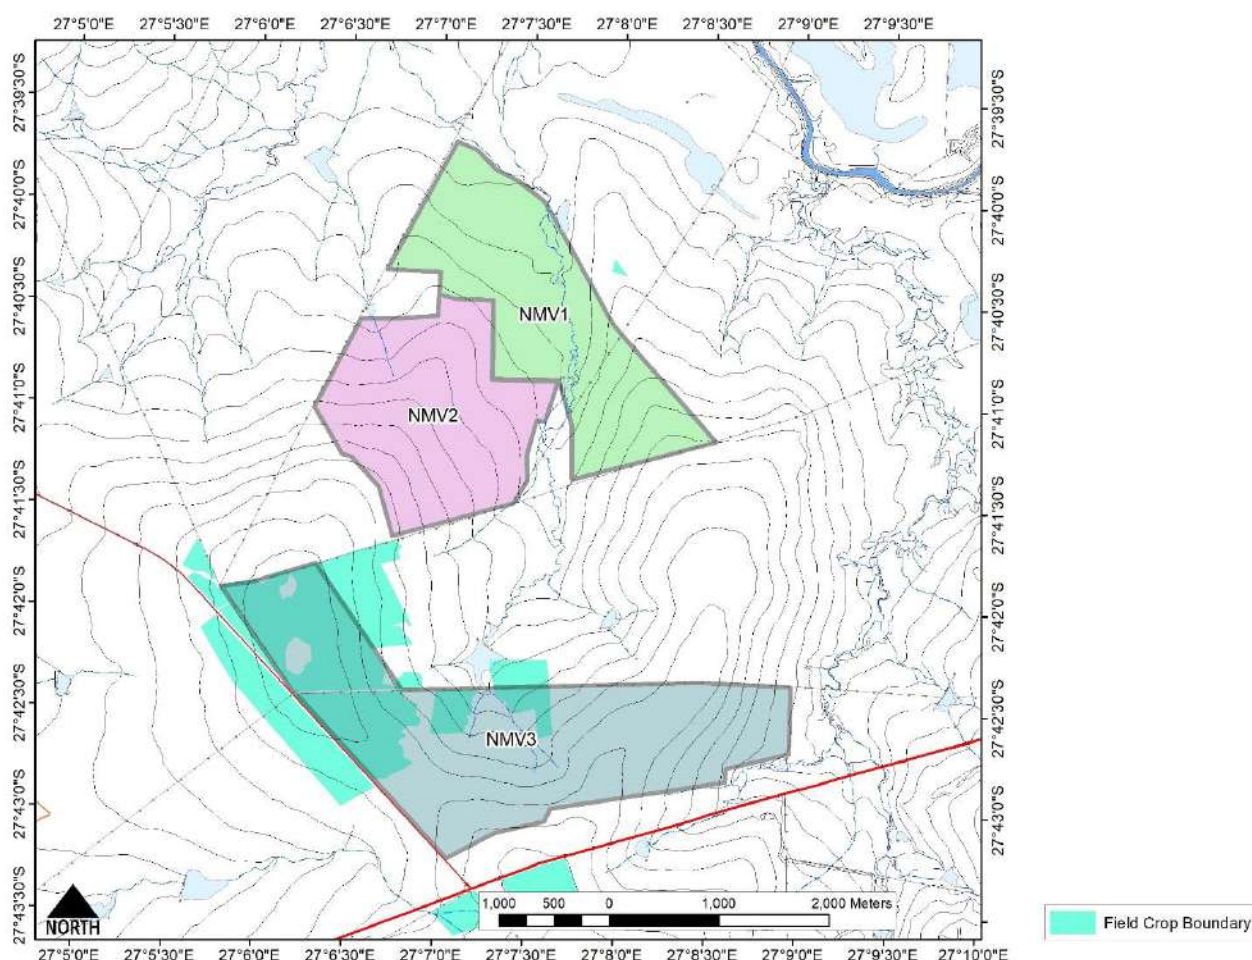 27°5'0"E 27°5'30"E 27°6'0"E 27°6'30"E 27°7'0"E 27°7'30"E 27°8'0"E 27°8'30"E 27°9'0"E 27°9'30"E
27°39'30"S
27°40'0"S
27°40'30"S
27°41'0"S
27°41'30"S
27°42'0"S
27°42'30"S
27°43'0"S
27°43'30"S
27°39'30"S
27°40'0"S
27°40'30"S
27°41'0"S
27°41'30"S
27°42'0"S
27°42'30"S
27°43'0"S
NMV1
NMV2
NMV3
NORTH
1,000 500 0 1,000 2,000 Meters
Field Crop Boundary
27°5'0"E 27°5'30"E 27°6'0"E 27°6'30"E 27°7'0"E 27°7'30"E 27°8'0"E 27°8'30"E 27°9'0"E 27°9'30"E 27°10'0"E